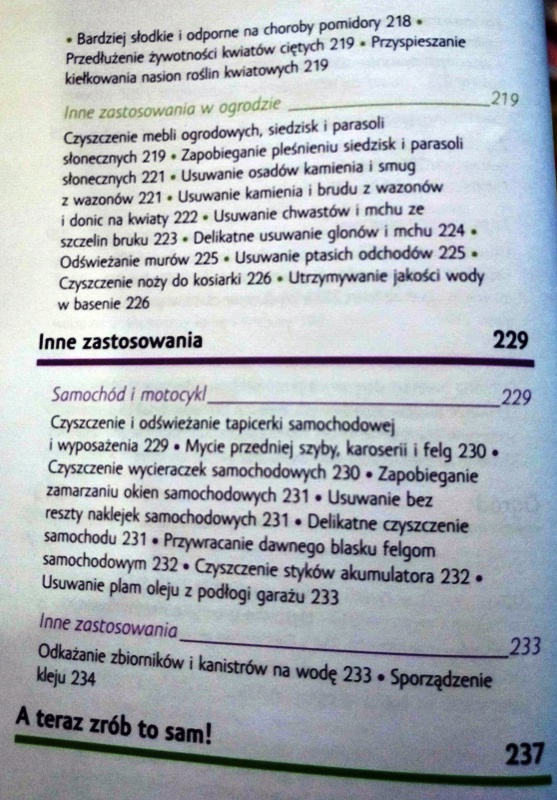 • Bardziej słodkie i odporne na choroby pomidory 218 •
Przedłużenie żywotności kwiatów ciętych 219 • Przyspieszanie
kiełkowania nasion roślin kwiatowych 219
Inne zastosowania w ogrodzie 219
Czyszczenie mebli ogrodowych, siedzisk i parasoli
słonecznych 219 • Zapobieganie pleśnieniu siedzisk i parasoli
słonecznych 221 • Usuwanie osadów kamienia i smug
z wazonów 221 • Usuwanie kamienia i brudu z wazonów
i donic na kwiaty 222 • Usuwanie chwastów i mchu ze
szczelin bruku 223 • Delikatne usuwanie glonów i mchu 224 •
Odświeżanie murów 225 • Usuwanie ptasich odchodów 225 •
Czyszczenie noży do kosiarki 226 • Utrzymywanie jakości wody
w basenie 226
Inne zastosowania 229
Samochód i motocykl 229
Czyszczenie i odświeżanie tapicerki samochodowej
i wyposażenia 229 • Mycie przedniej szyby, karoserii i felg 230 •
Czyszczenie wycieraczek samochodowych 230 • Zapobieganie
zamarzaniu okien samochodowych 231 • Usuwanie bez
reszty naklejek samochodowych 231 • Delikatne czyszczenie
samochodu 231 • Przywracanie dawnego blasku felgom
samochodowym 232 • Czyszczenie styków akumulatora 232 •
Usuwanie plam oleju z podłogi garażu 233
Inne zastosowania 233
Odkażanie zbiorników i kanistrów na wodę 233 • Sporządzenie
kleju 234
A teraz zrób to sam! 237